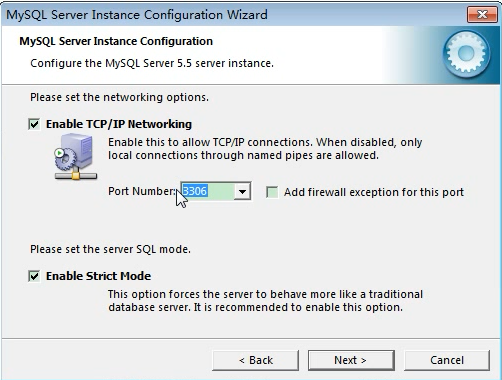 MySQL Server Instance Configuration Wizard
MySQL Server Instance Configuration
Configure the MySQL Server 5.5 server instance.
Please set the networking options.
Enable TCP/IP Networking
Enable this to allow TCP/IP connections. When disabled, only
local connections through named pipes are allowed.
Port Number: 3306 Add firewall exception for this port
Please set the server SQL mode.
Enable Strict Mode
This option forces the server to behave more like a traditional
database server. It is recommended to enable this option.
< Back Next > Cancel